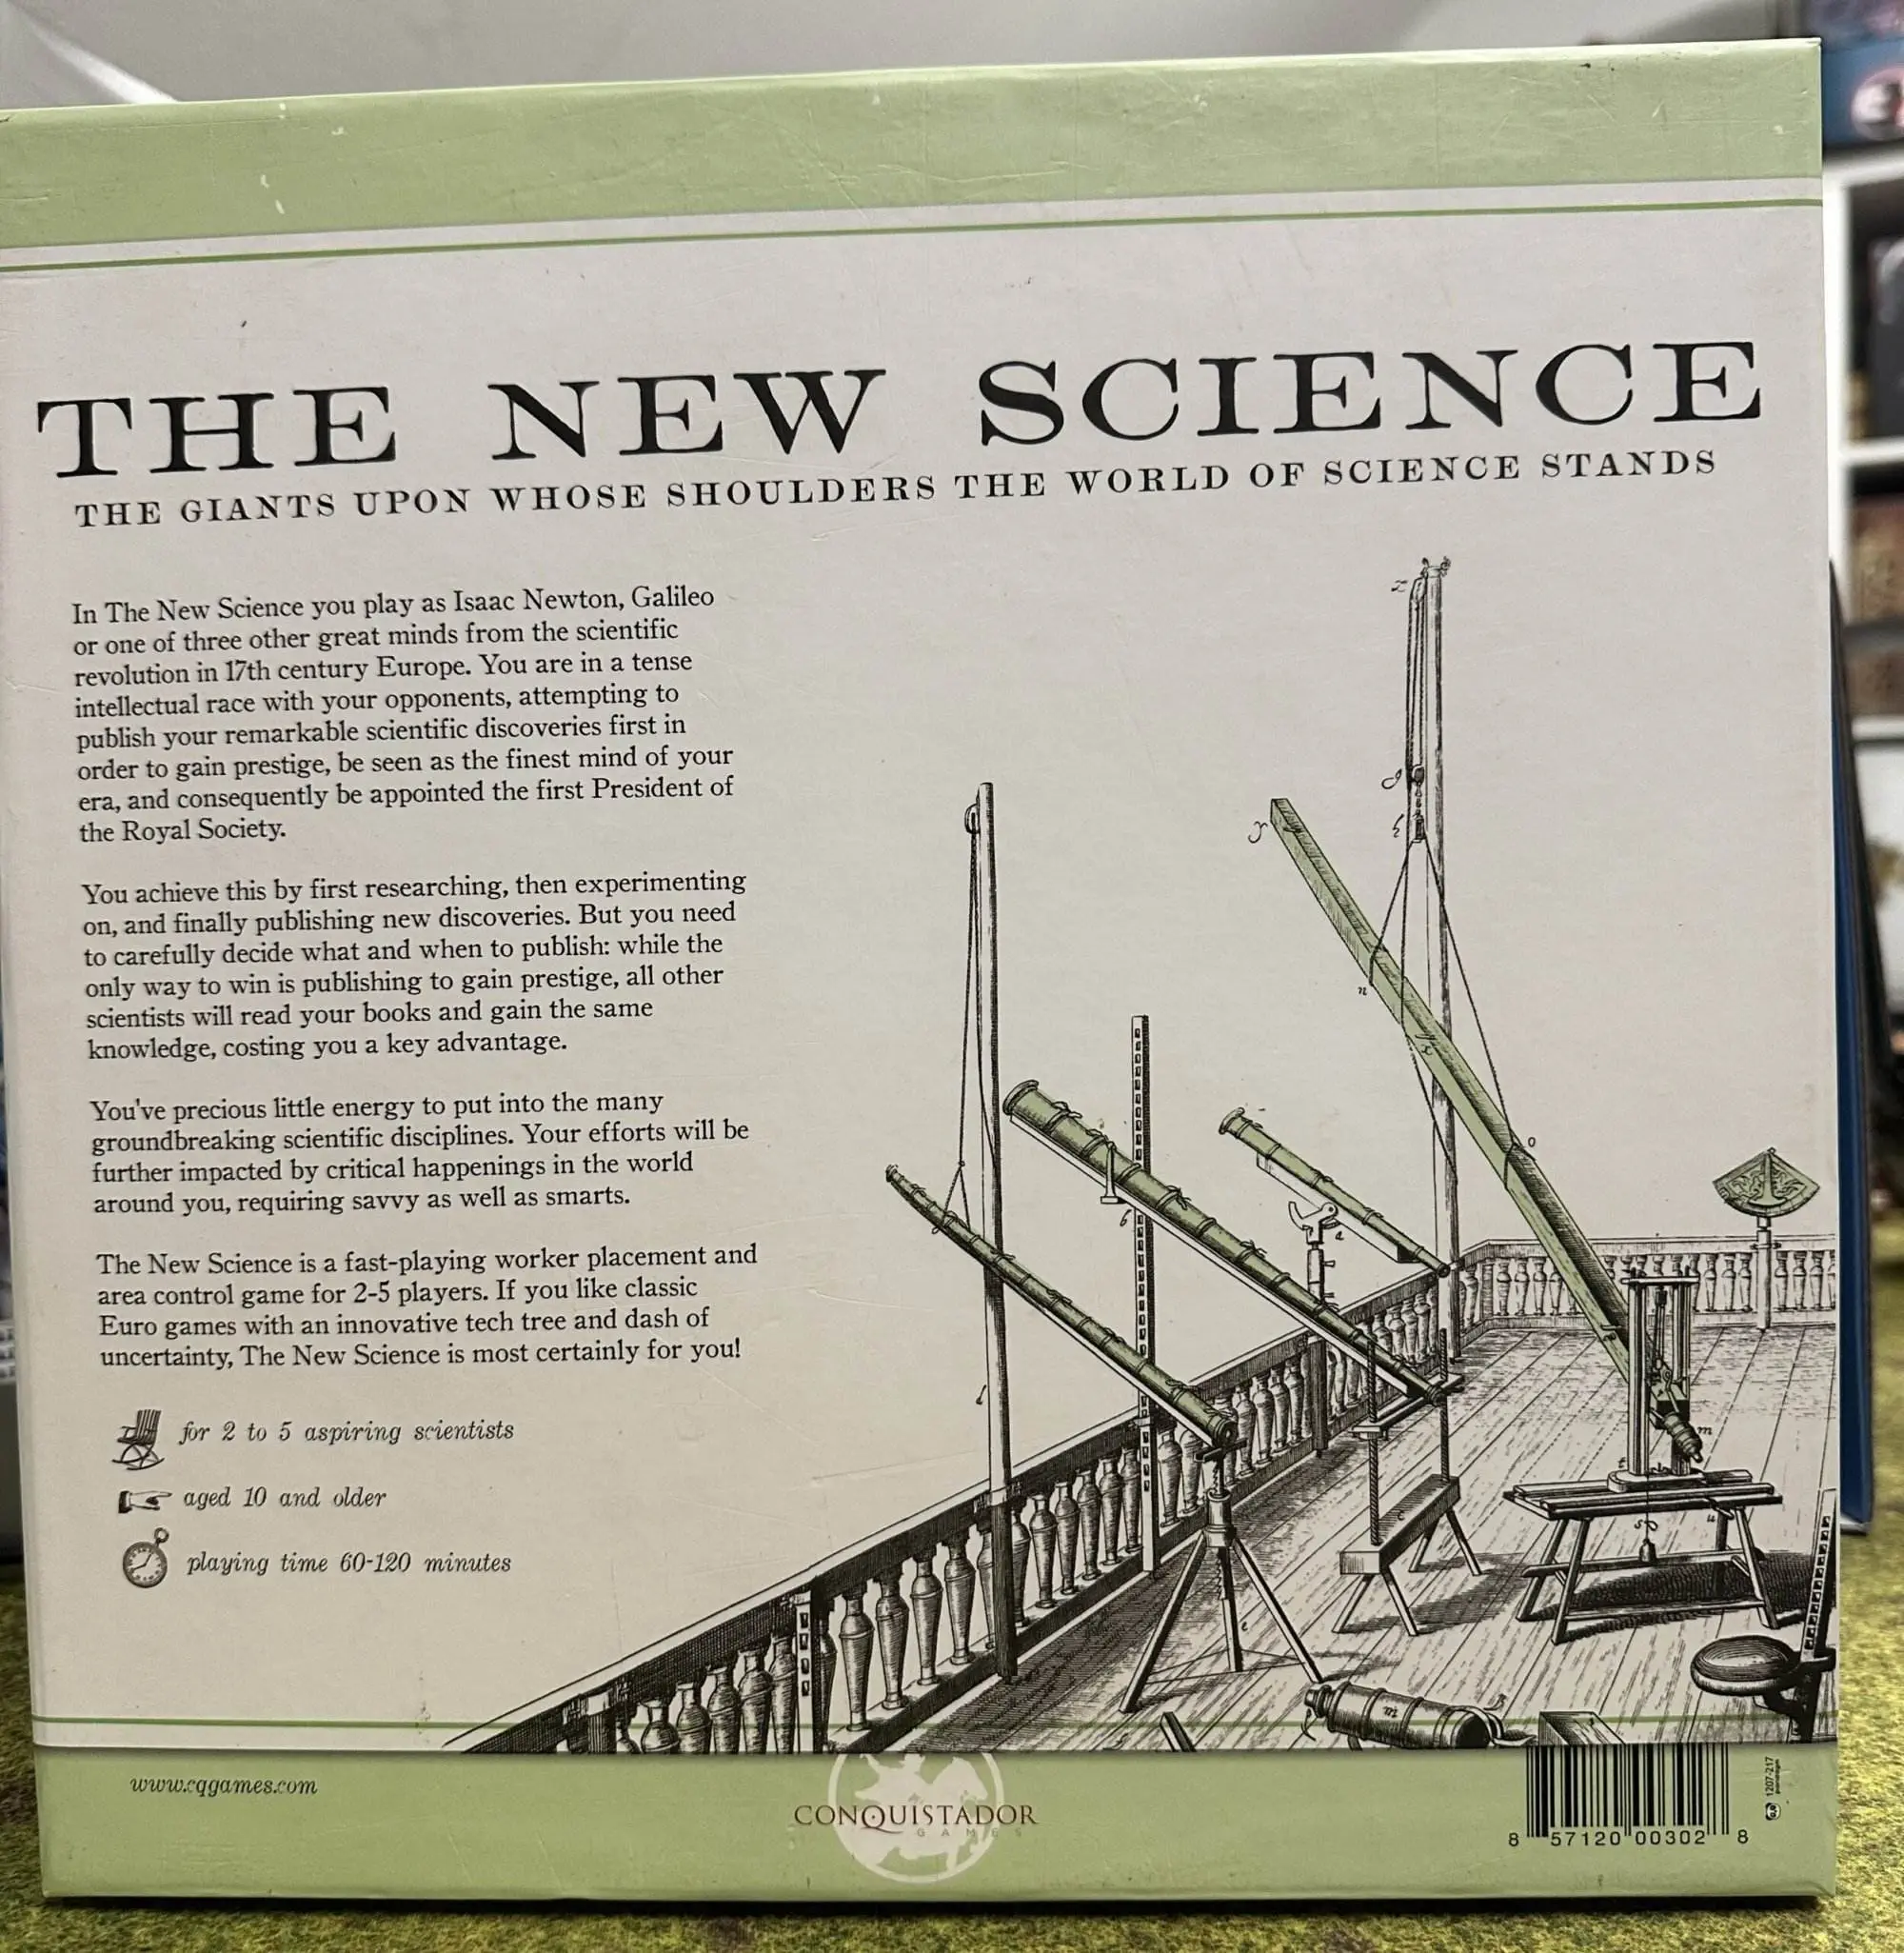 THE NEW SCIENCE
THE GIANTS UPON WHOSE SHOULDERS THE WORLD OF SCIENCE STANDS
In The New Science you play as Isaac Newton, Galileo
or one of three other great minds from the scientific
revolution in 17th century Europe. You are in a tense
intellectual race with your opponents, attempting to
publish your remarkable scientific discoveries first in
order to gain prestige, be seen as the finest mind of your
era, and consequently be appointed the first President of
the Royal Society.
You achieve this by first researching, then experimenting
on, and finally publishing new discoveries. But you need
to carefully decide what and when to publish: while the
only way to win is publishing to gain prestige, all other
scientists will read your books and gain the same
knowledge, costing you a key advantage.
You've precious little energy to put into the many
groundbreaking scientific disciplines. Your efforts will be
further impacted by critical happenings in the world
around you, requiring savvy as well as smarts.
The New Science is a fast-playing worker placement and
area control game for 2-5 players. If you like classic
Euro games with an innovative tech tree and dash of
uncertainty, The New Science is most certainly for you!
for 2 to 5 aspiring scientists
aged 10 and older
playing time 60-120 minutes
www.cqgames.com
CONQUISTADOR
GAMES
8 57120 00302 8
1207-217